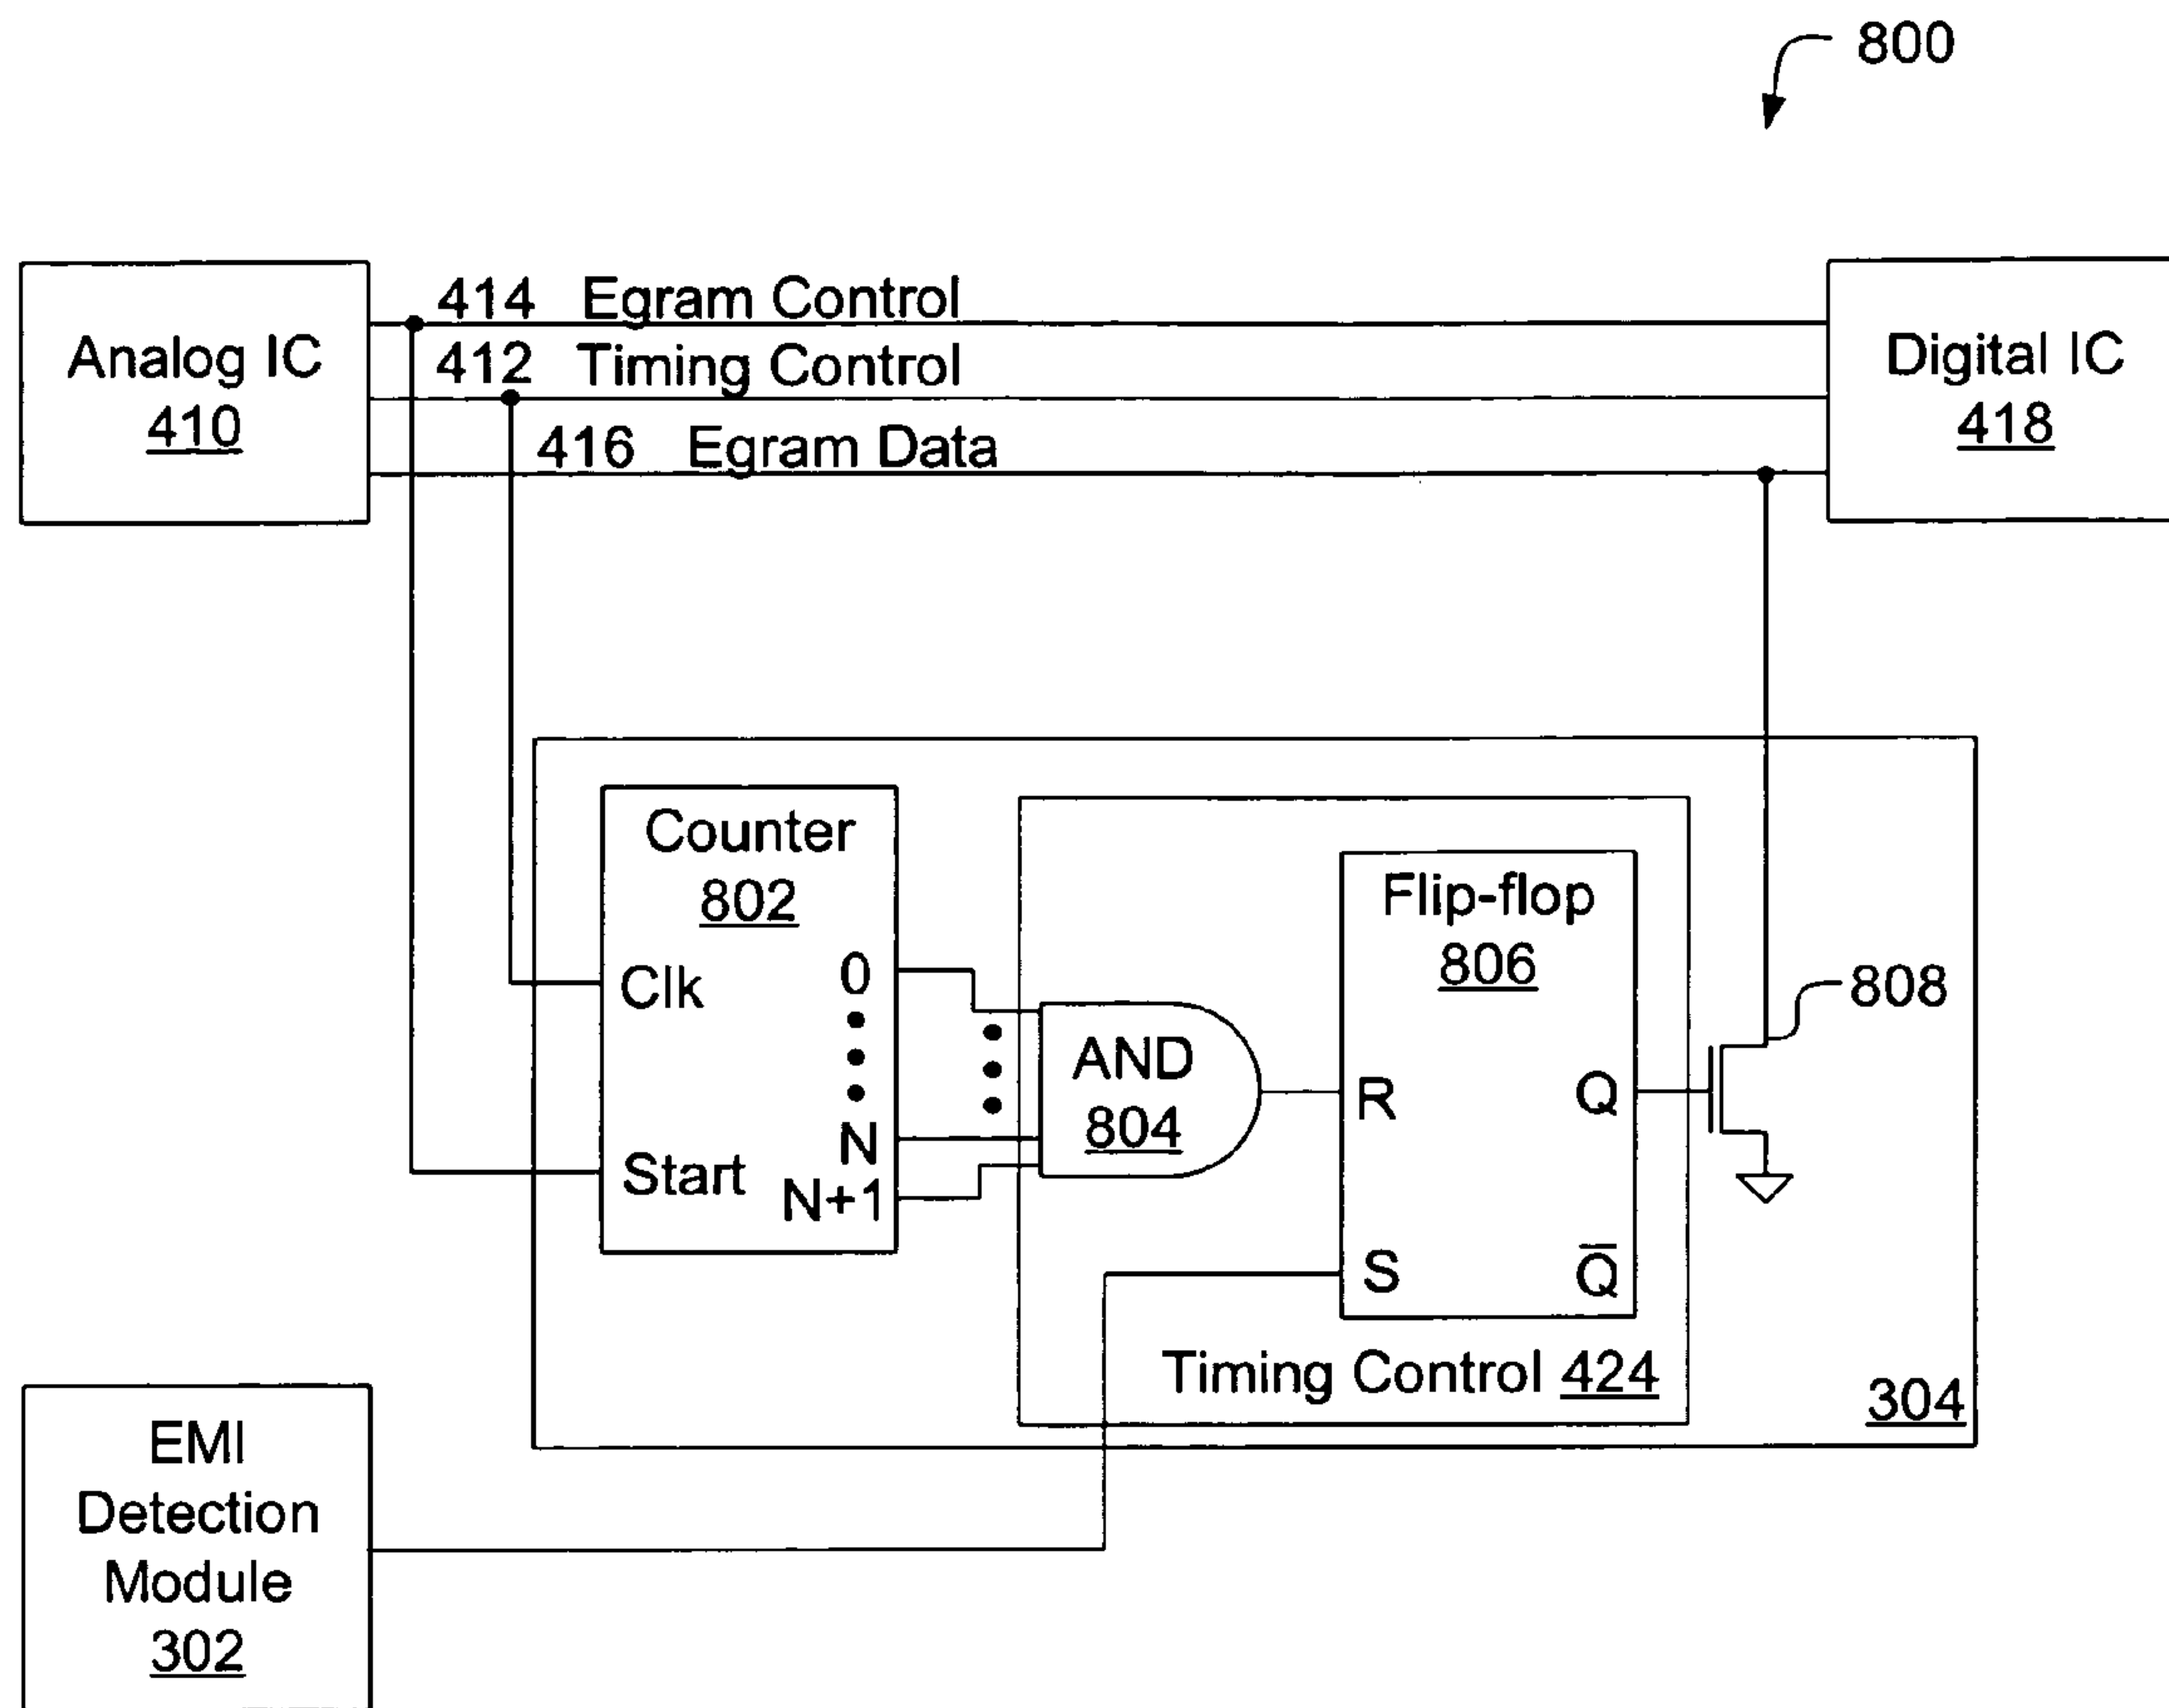 800
414 Egram Control
412 Timing Control
416 Egram Data
Analog IC
410
Digital IC
418
Counter
802
Clk
Start
0
N
N+1
AND
804
Flip-flop
806
R
S
Q
Q̅
808
Timing Control 424
304
EMI
Detection
Module
302